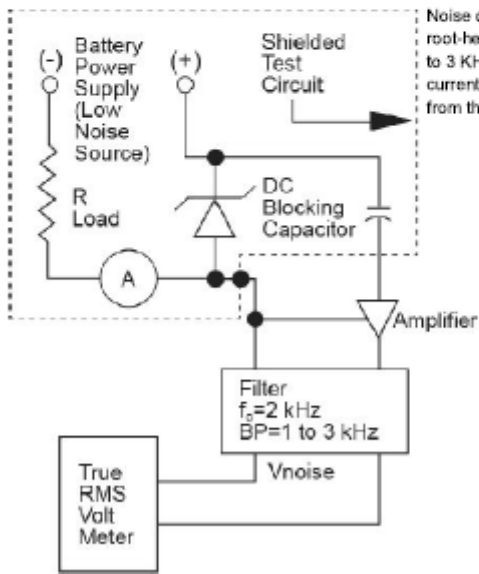 Noise d
root-he
to 3 KH
current
from th
(-)
Battery
Power
Supply
(Low
Noise
Source)
(+)
Shielded
Test
Circuit
R
Load
DC
Blocking
Capacitor
A
Amplifier
Filter
fo=2 kHz
BP=1 to 3 kHz
Vnoise
True
RMS
Volt
Meter